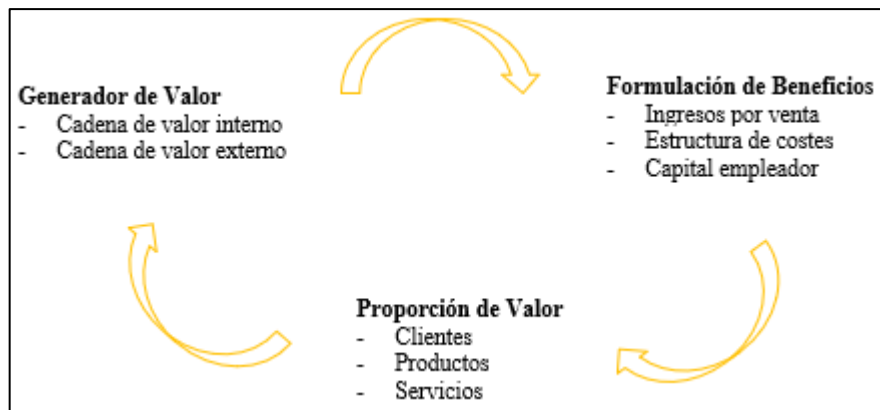 Generador de Valor
- Cadena de valor interno
- Cadena de valor externo
Formulación de Beneficios
- Ingresos por venta
- Estructura de costes
- Capital empleador
Proporción de Valor
- Clientes
- Productos
- Servicios